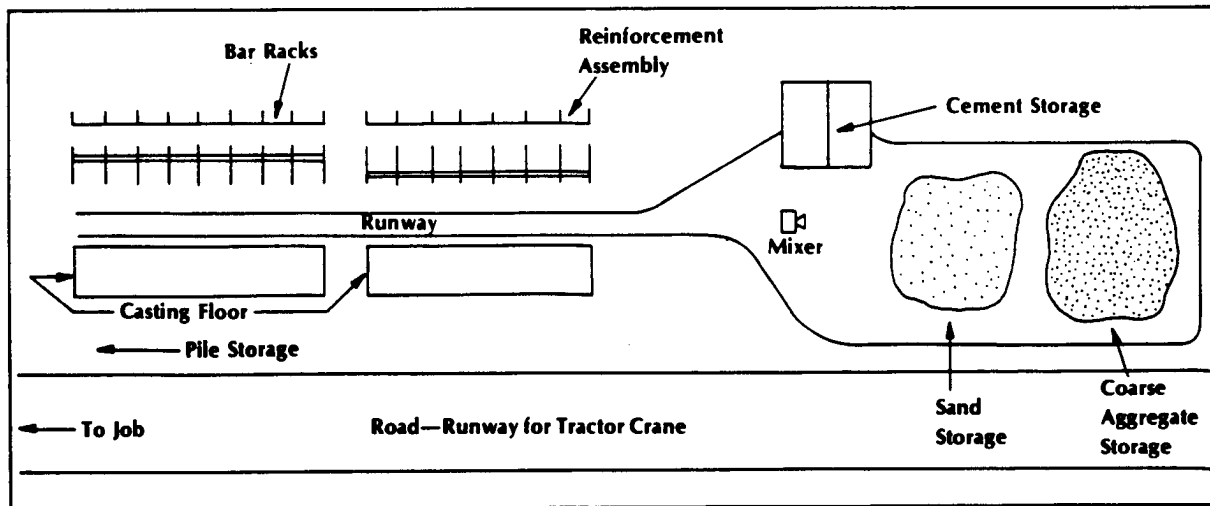 Bar Racks
Reinforcement
Assembly
Cement Storage
Runway
Mixer
Casting Floor
Pile Storage
To Job
Road—Runway for Tractor Crane
Sand
Storage
Coarse
Aggregate
Storage